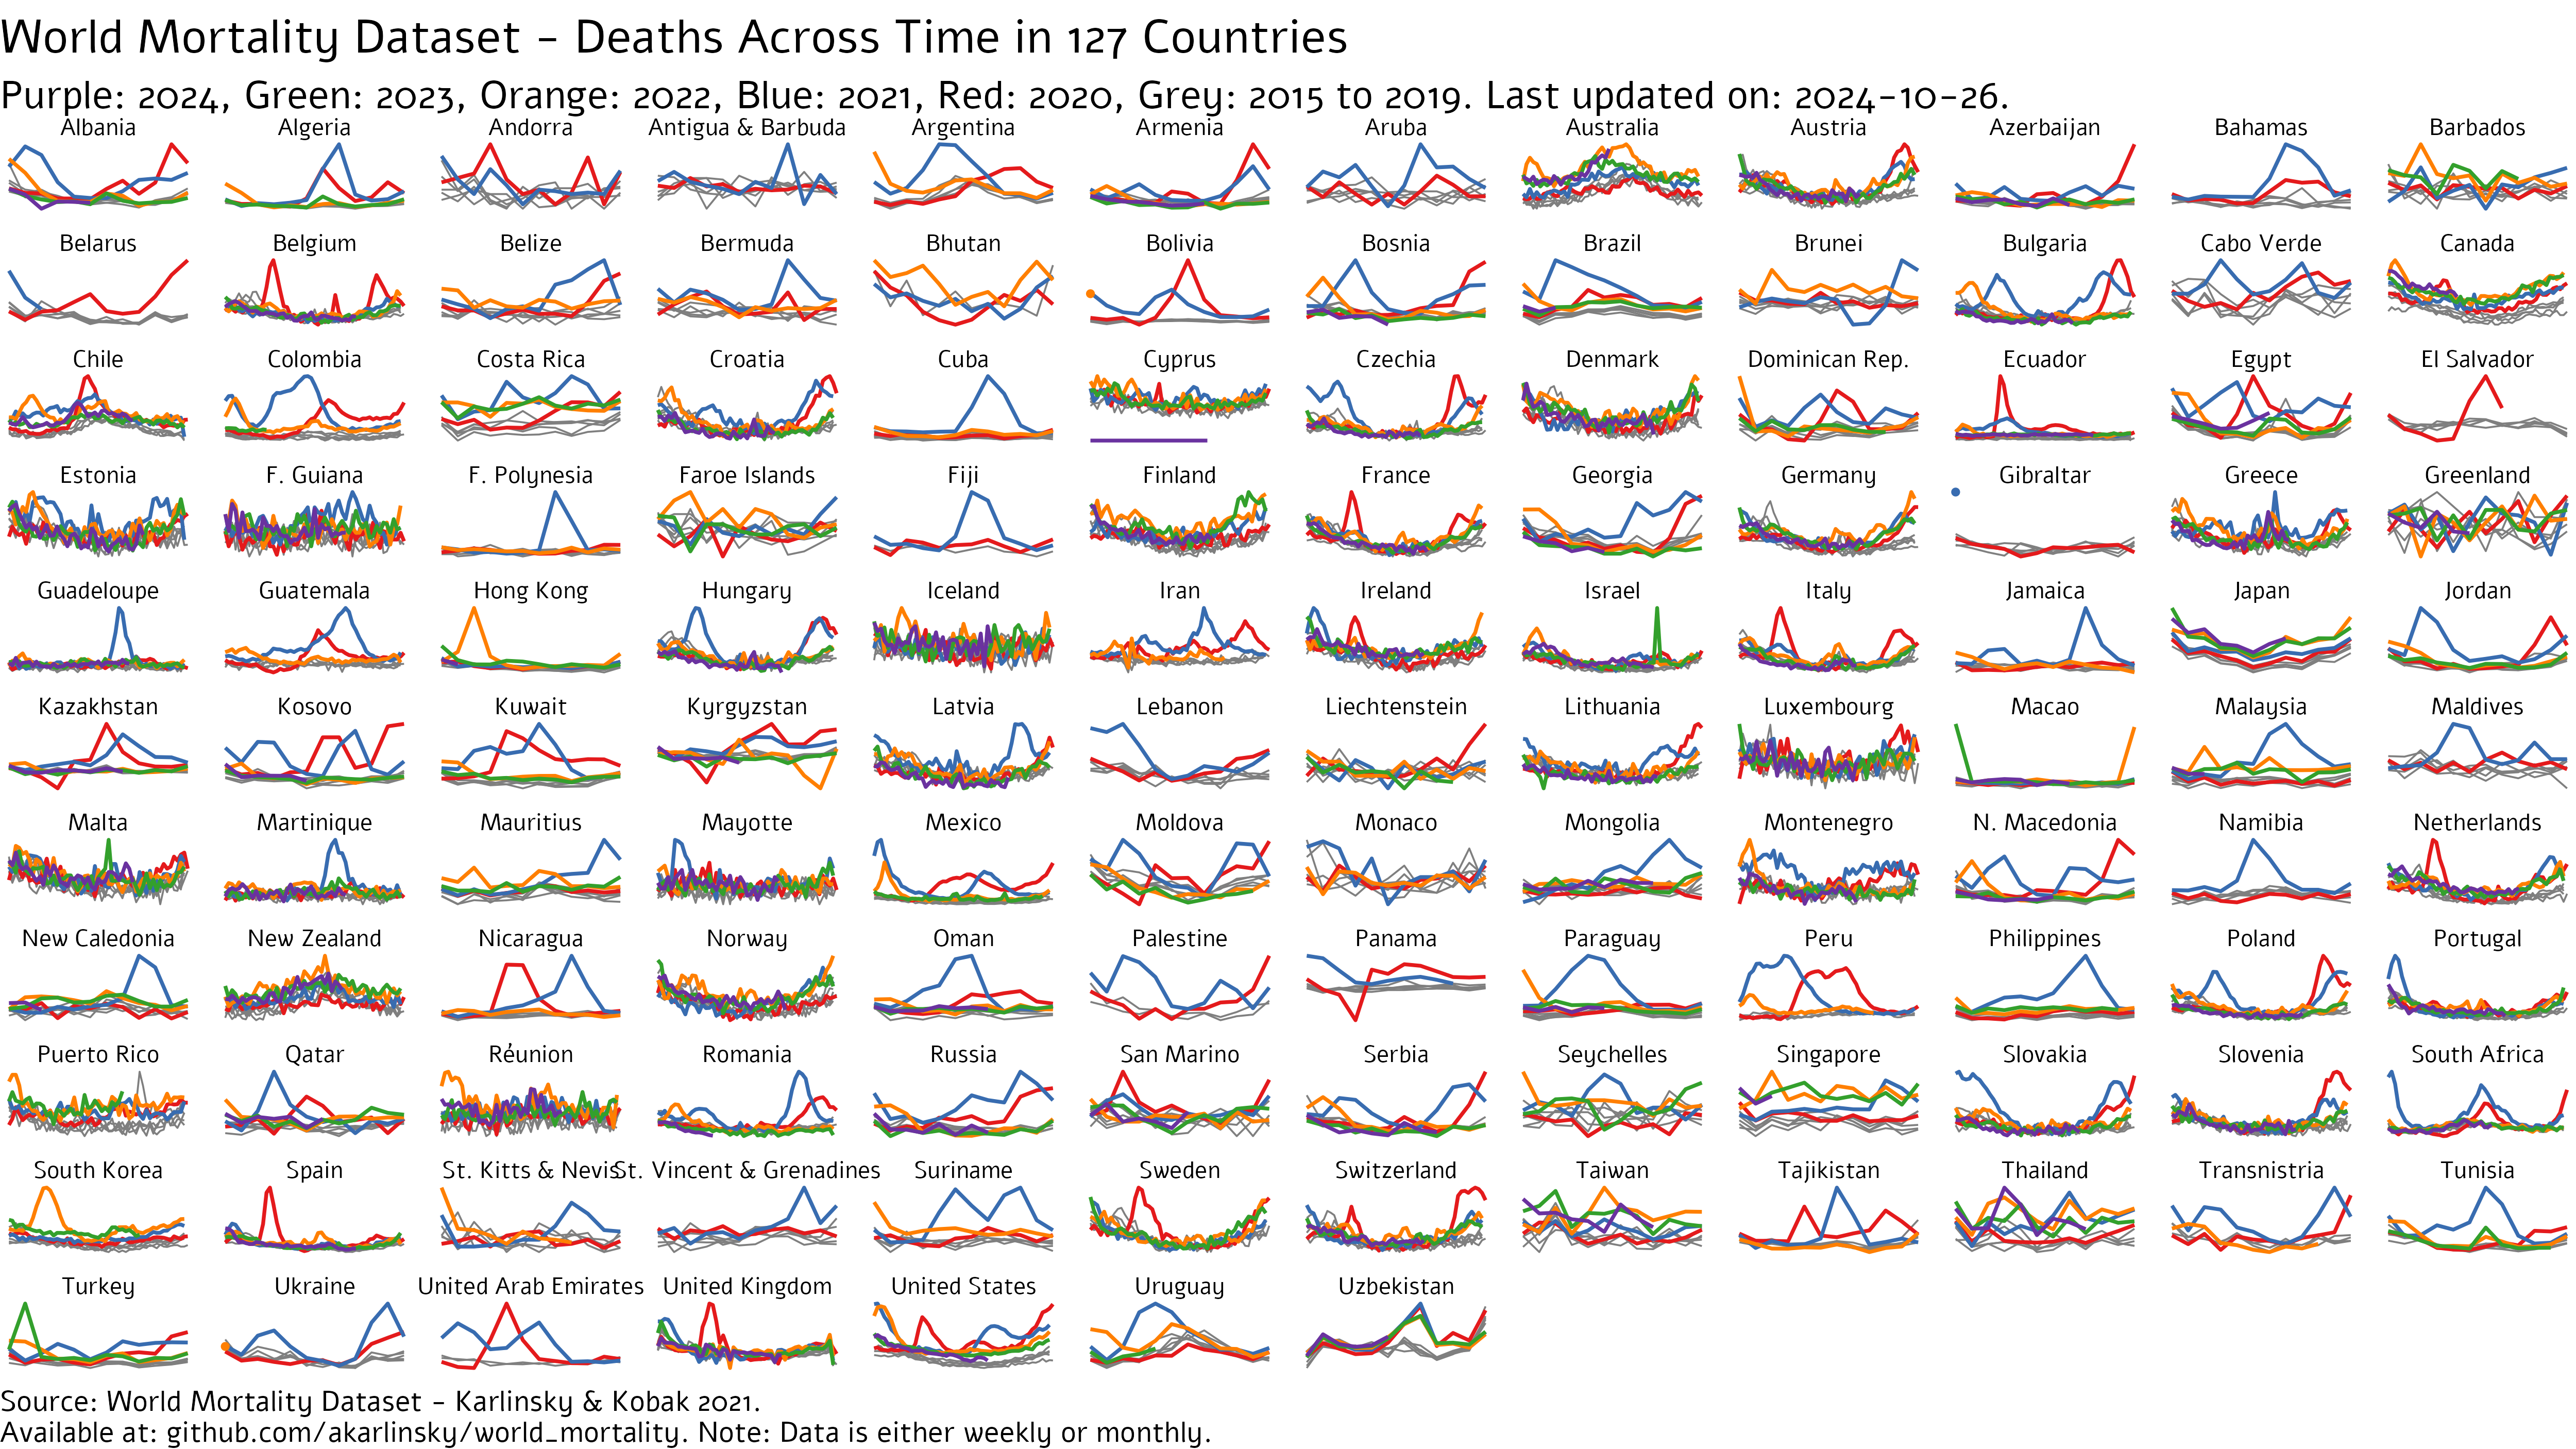 World Mortality Dataset - Deaths Across Time in 127 Countries
Purple: 2024, Green: 2023, Orange: 2022, Blue: 2021, Red: 2020, Grey: 2015 to 2019. Last updated on: 2024-10-26.
Albania Algeria Andorra Antigua & Barbuda Argentina Armenia Aruba Australia Austria Azerbaijan Bahamas Barbados
Belarus Belgium Belize Bermuda Bhutan Bolivia Bosnia Brazil Brunei Bulgaria Cabo Verde Canada
Chile Colombia Costa Rica Croatia Cuba Cyprus Czechia Denmark Dominican Rep. Ecuador Egypt El Salvador
Estonia F. Guiana F. Polynesia Faroe Islands Fiji Finland France Georgia Germany Gibraltar Greece Greenland
Guadeloupe Guatemala Hong Kong Hungary Iceland Iran Ireland Israel Italy Jamaica Japan Jordan
Kazakhstan Kosovo Kuwait Kyrgyzstan Latvia Lebanon Liechtenstein Lithuania Luxembourg Macao Malaysia Maldives
Malta Martinique Mauritius Mayotte Mexico Moldova Monaco Mongolia Montenegro N. Macedonia Namibia Netherlands
New Caledonia New Zealand Nicaragua Norway Oman Palestine Panama Paraguay Peru Philippines Poland Portugal
Puerto Rico Qatar Réunion Romania Russia San Marino Serbia Seychelles Singapore Slovakia Slovenia South Africa
South Korea Spain St. Kitts & Nevis St. Vincent & Grenadines Suriname Sweden Switzerland Taiwan Tajikistan Thailand Transnistria Tunisia
Turkey Ukraine United Arab Emirates United Kingdom United States Uruguay Uzbekistan
Source: World Mortality Dataset - Karlinsky & Kobak 2021.
Available at: github.com/akarlinsky/world_mortality. Note: Data is either weekly or monthly.